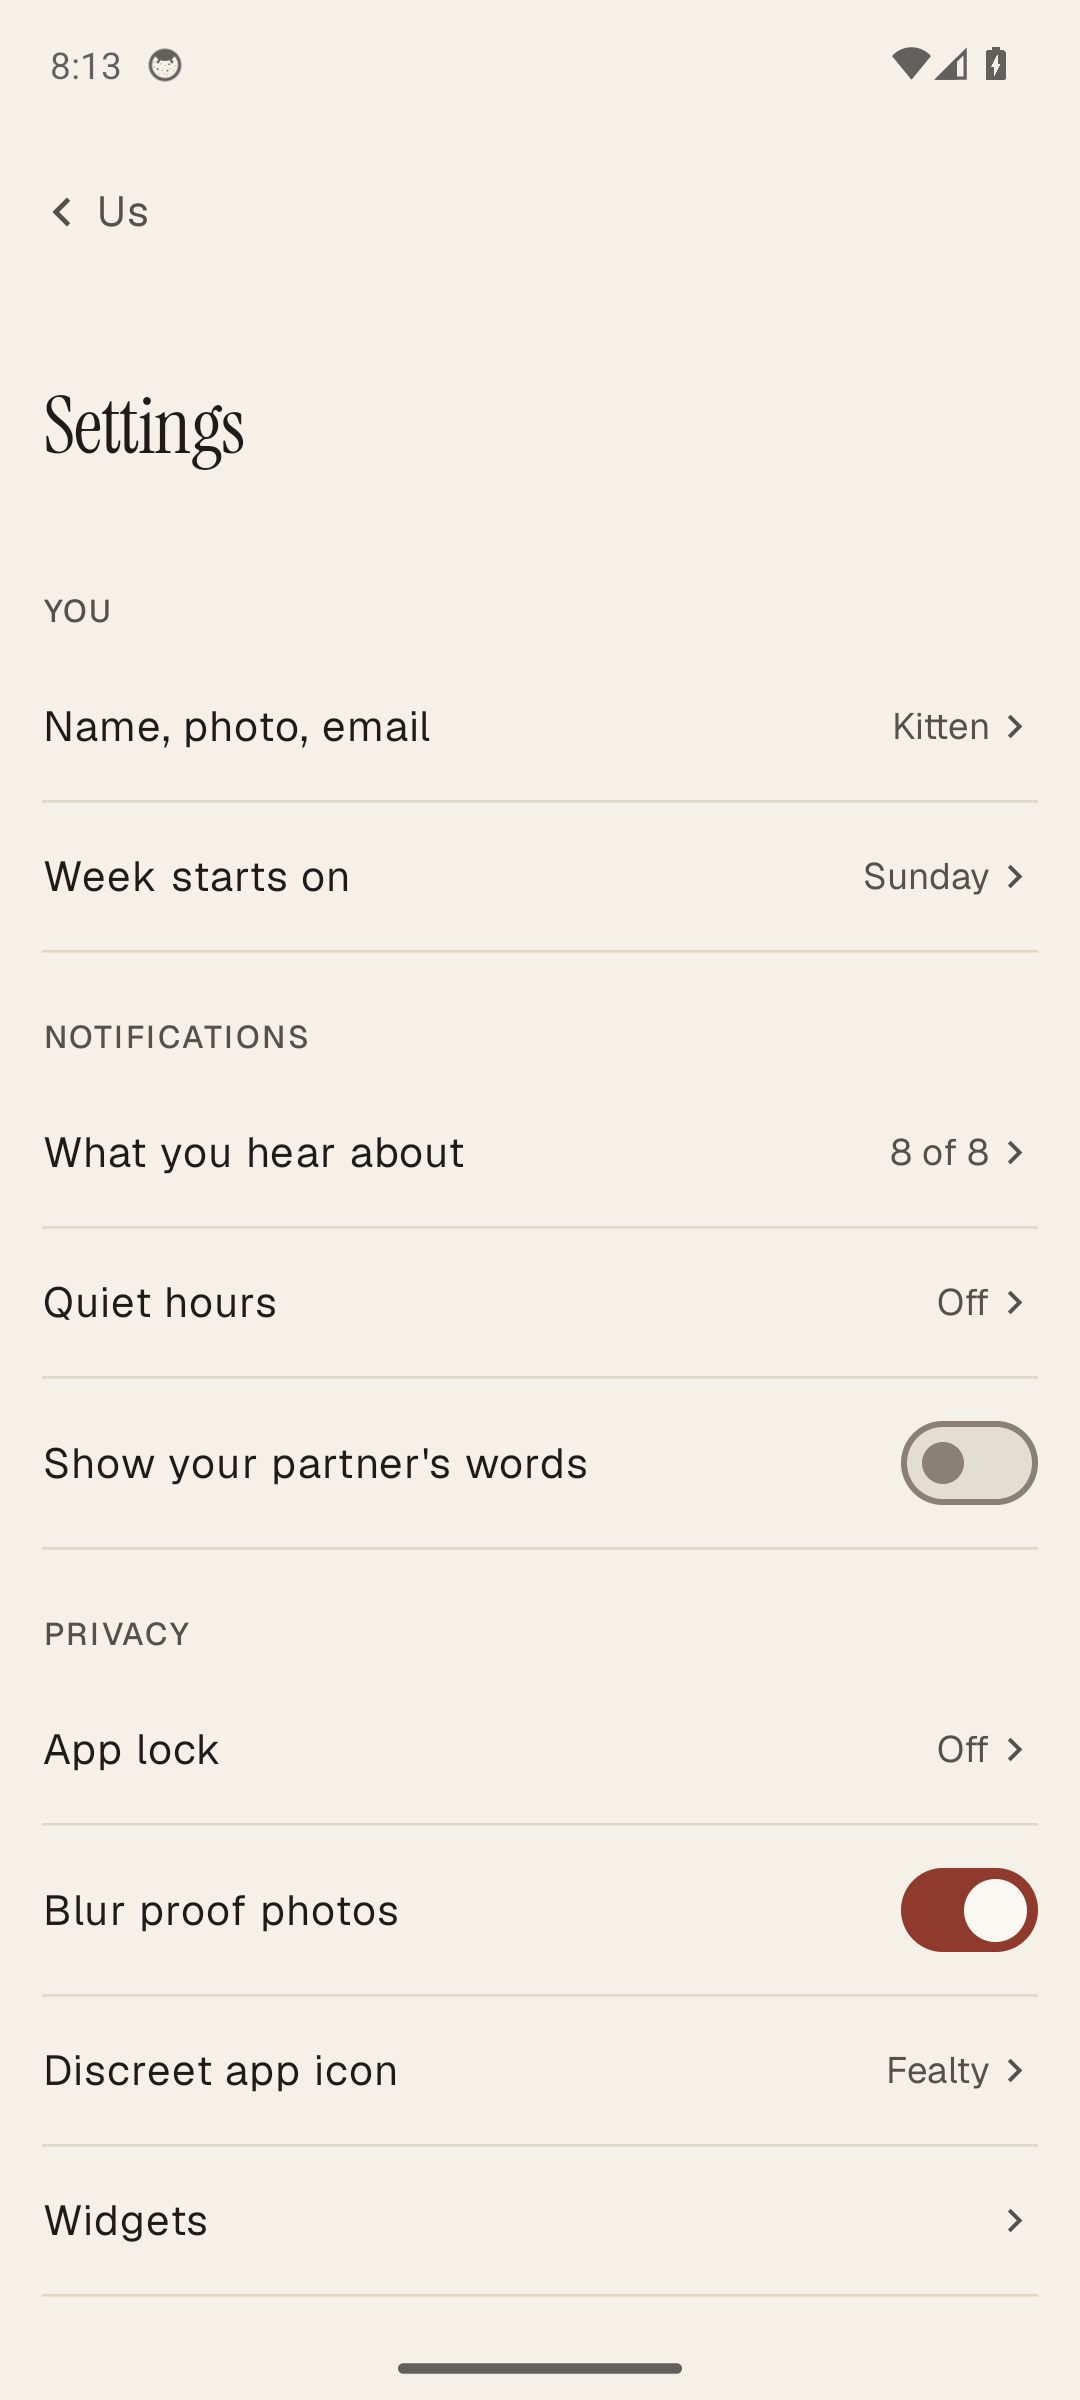 8:13
Us
Settings
YOU
Name, photo, email Kitten
Week starts on Sunday
NOTIFICATIONS
What you hear about 8 of 8
Quiet hours Off
Show your partner's words
PRIVACY
App lock Off
Blur proof photos
Discreet app icon Fealty
Widgets